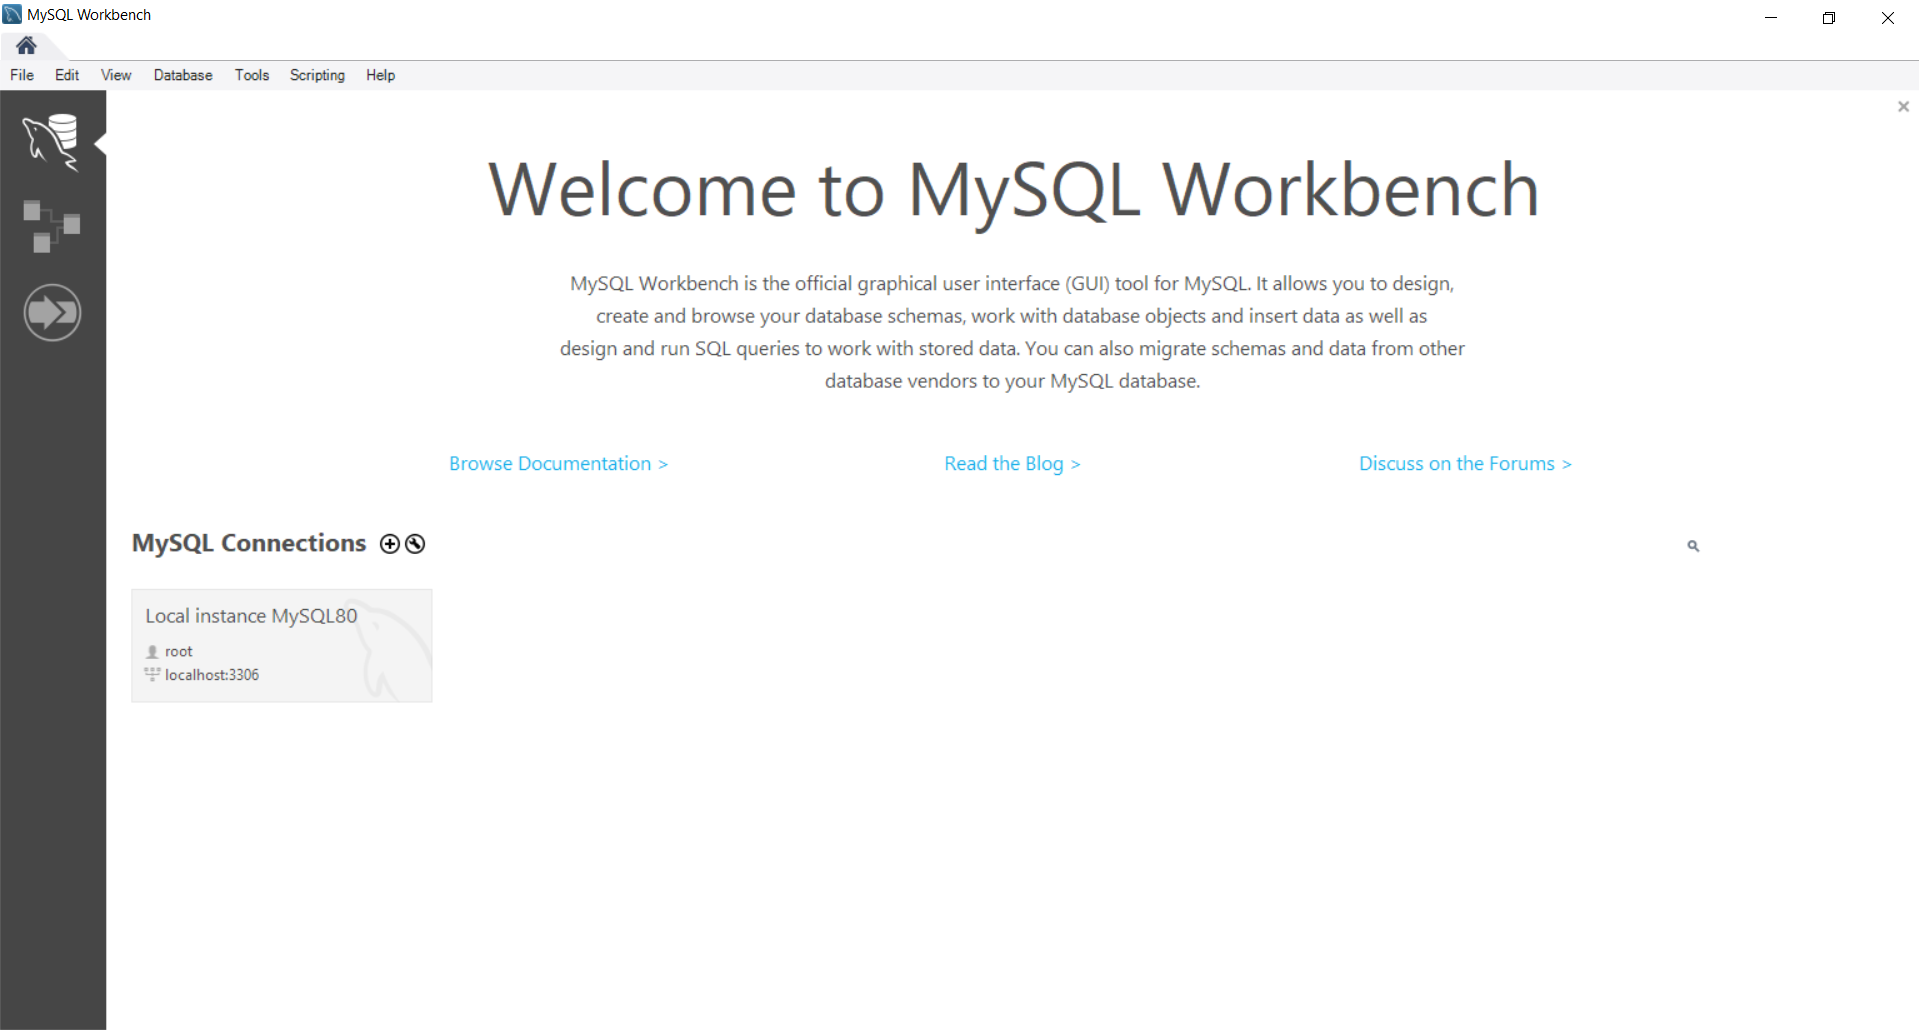 MySQL Workbench
File Edit View Database Tools Scripting Help
Welcome to MySQL Workbench
MySQL Workbench is the official graphical user interface (GUI) tool for MySQL. It allows you to design,
create and browse your database schemas, work with database objects and insert data as well as
design and run SQL queries to work with stored data. You can also migrate schemas and data from other
database vendors to your MySQL database.
Browse Documentation > Read the Blog > Discuss on the Forums >
MySQL Connections
Local instance MySQL80
root
localhost:3306